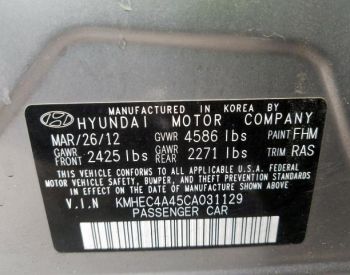 MANUFACTURED IN KOREA BY
HYUNDAI MOTOR COMPANY
MAR/26/12 GVWR 4586 lbs PAINT FHM
GAWR FRONT 2425 lbs GAWR REAR 2271 lbs TRIM RAS
THIS VEHICLE CONFORMS TO ALL APPLICABLE U.S.A. FEDERAL
MOTOR VEHICLE SAFETY, BUMPER, AND THEFT PREVENTION
STANDARDS IN EFFECT ON THE DATE OF MANUFACTURE SHOWN ABOVE.
V.I.N KMHEC4A45CA031129
PASSENGER CAR